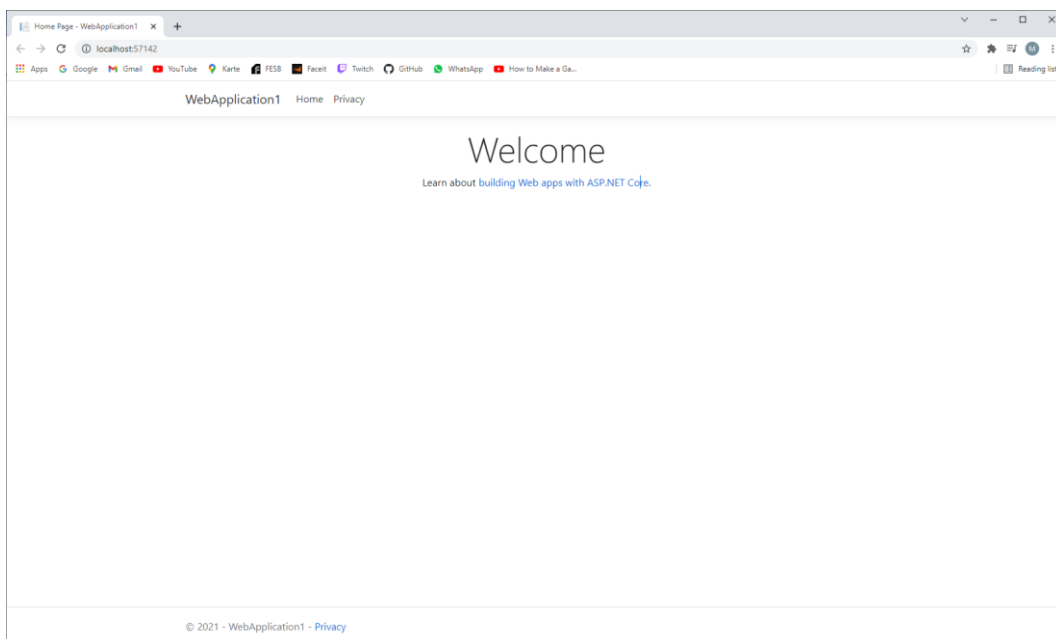 Home Page - WebApplication1
localhost:57142
M
Apps Google Gmail YouTube Karte FESB Faceit Twitch GitHub WhatsApp How to Make a Ga... Reading list
WebApplication1 Home Privacy
Welcome
Learn about building Web apps with ASP.NET Core.
© 2021 - WebApplication1 - Privacy